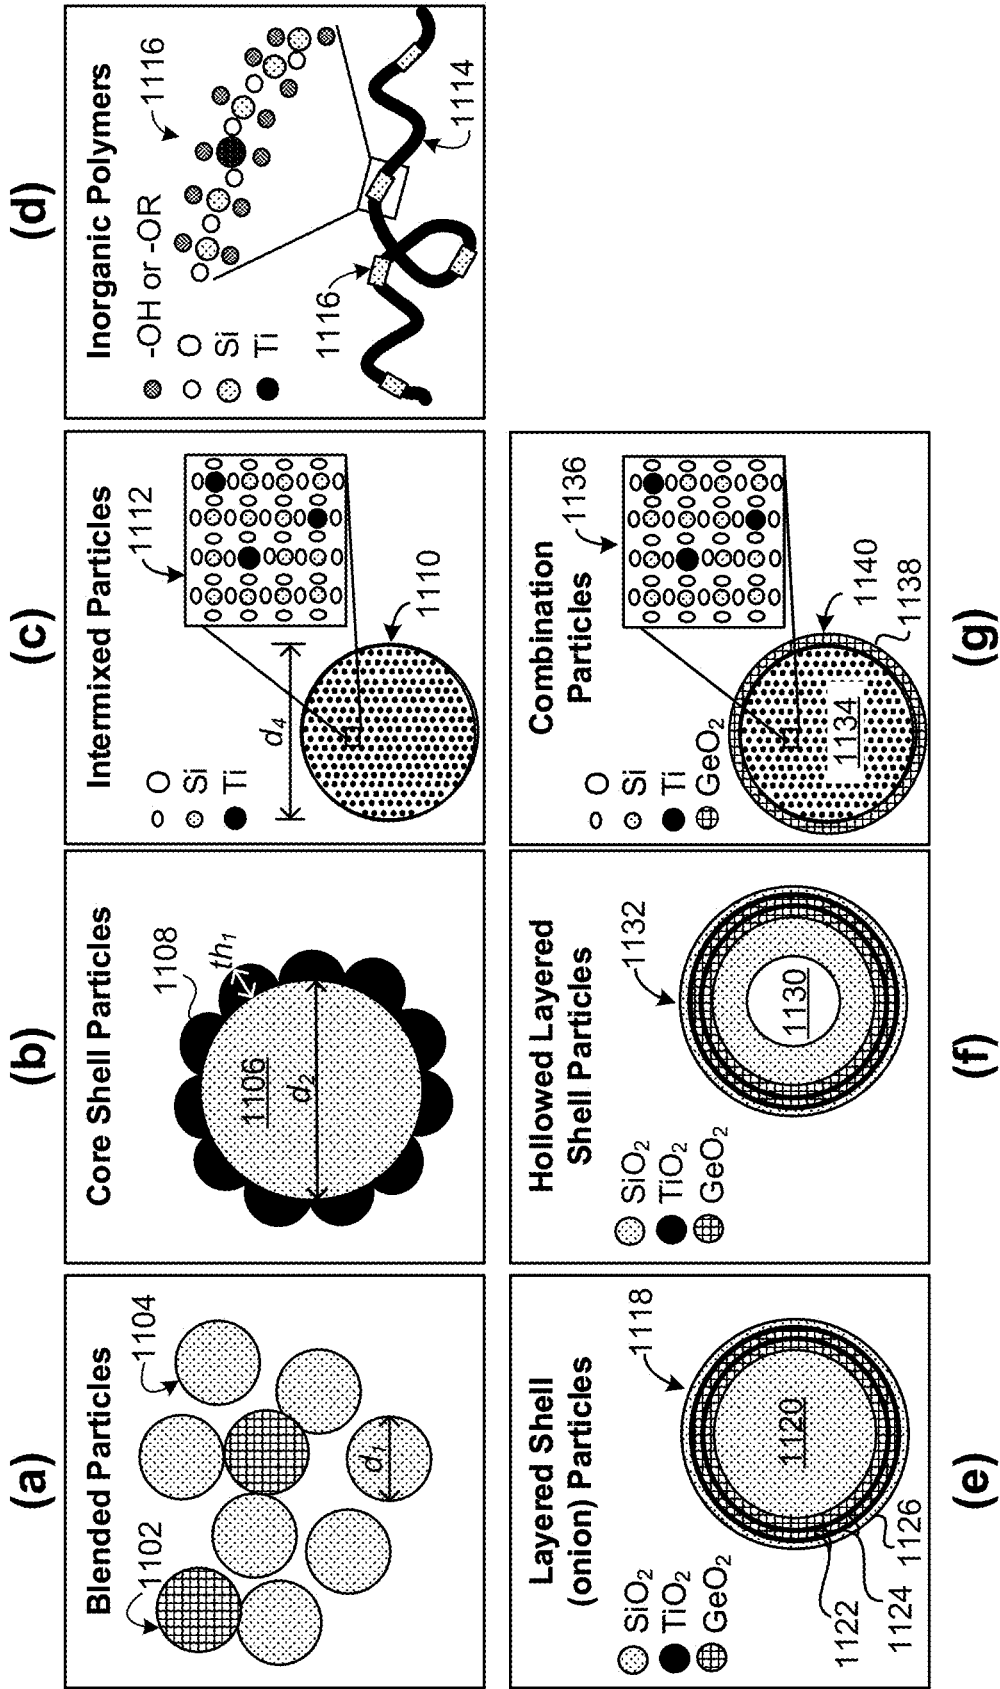 (a)
Blended Particles
1102
1104
d1
(b)
Core Shell Particles
1108
th1
1106
d2
(c)
Intermixed Particles
O
Si
Ti
1112
d4
1110
(d)
Inorganic Polymers
-OH or -OR
O
Si
Ti
1116
1116
1114
Layered Shell
(onion) Particles
SiO2
TiO2
GeO2
1118
1120
1122
1124
1126
(e)
Hollowed Layered
Shell Particles
SiO2
TiO2
GeO2
1132
1130
(f)
Combination
Particles
O
Si
Ti
GeO2
1136
1134
1140
1138
(g)